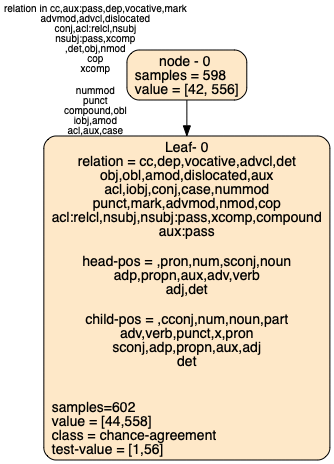 relation in cc,aux:pass,dep,vocative,mark
advmod,advcl,dislocated
conj,acl:relcl,nsubj
nsubj:pass,xcomp
,det,obj,nmod
cop
xcomp
nummod
punct
compound,obl
iobj,amod
acl,aux,case
node - 0
samples = 598
value = [42, 556]
Leaf- 0
relation = cc,dep,vocative,advcl,det
obj,obl,amod,dislocated,aux
acl,iobj,conj,case,nummod
punct,mark,advmod,nmod,cop
acl:relcl,nsubj,nsubj:pass,xcomp,compound
aux:pass
head-pos = ,pron,num,sconj,noun
adp,propn,aux,adv,verb
adj,det
child-pos = ,cconj,num,noun,part
adv,verb,punct,x,pron
sconj,adp,propn,aux,adj
det
samples=602
value = [44,558]
class = chance-agreement
test-value = [1,56]